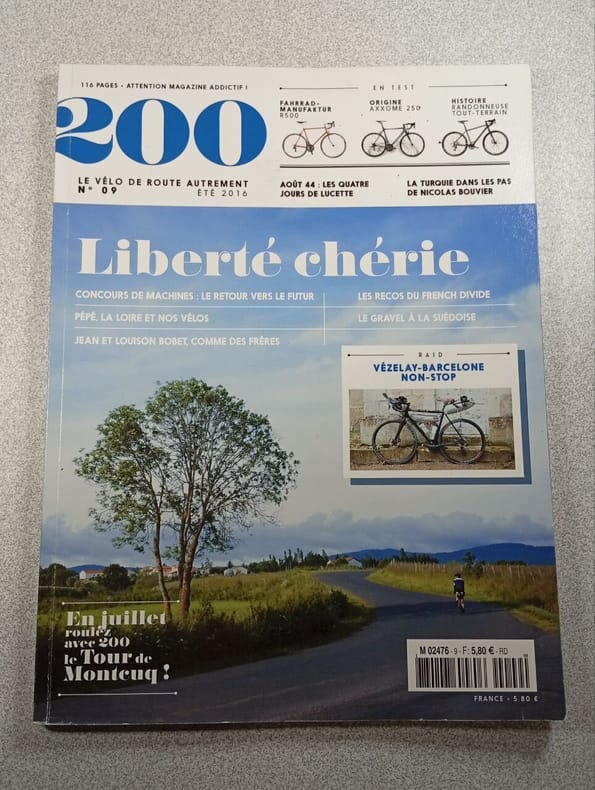 116 PAGES • ATTENTION MAGAZINE ADDICTIF !
200
LE VÉLO DE ROUTE AUTREMENT
N° 09 ÉTÉ 2016
EN TEST
FAHRRAD-
MANUFAKTUR
R500
ORIGINE
AXXOME 250
HISTOIRE
RANDONNEUSE
TOUT-TERRAIN
AOÛT 44 : LES QUATRE
JOURS DE LUCETTE
LA TURQUIE DANS LES PAS
DE NICOLAS BOUVIER
Liberté chérie
CONCOURS DE MACHINES : LE RETOUR VERS LE FUTUR
PÉPÉ, LA LOIRE ET NOS VÉLOS
JEAN ET LOUISON BOBET, COMME DES FRÈRES
LES RECOS DU FRENCH DIVIDE
LE GRAVEL À LA SUÉDOISE
RAID
VÉZELAY-BARCELONE
NON-STOP
En juillet
roulez
avec 200
le Tour de
Montcuq !
M 02476 - 9 - F: 5,80 € - RD
FRANCE • 5,80 €